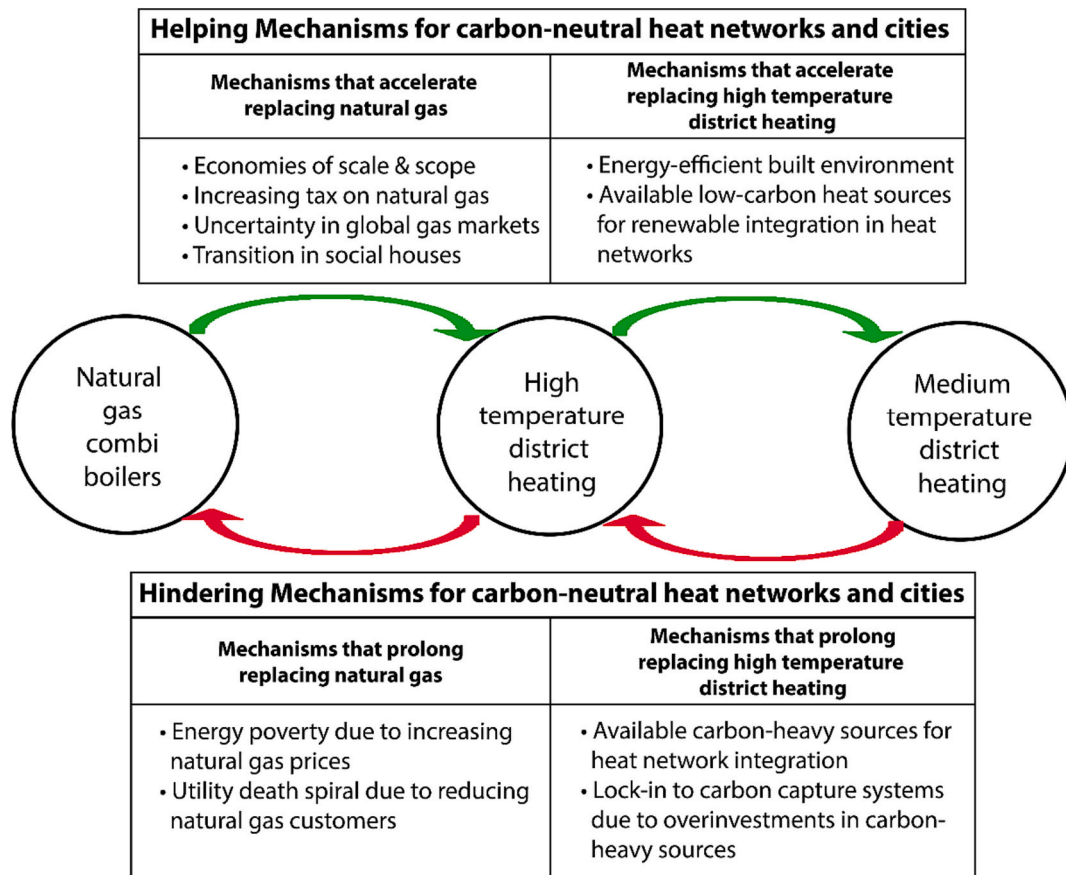 Helping Mechanisms for carbon-neutral heat networks and cities
Mechanisms that accelerate
replacing natural gas
Mechanisms that accelerate
replacing high temperature
district heating
• Economies of scale & scope
• Increasing tax on natural gas
• Uncertainty in global gas markets
• Transition in social houses
• Energy-efficient built environment
• Available low-carbon heat sources
for renewable integration in heat
networks
Natural
gas
combi
boilers
High
temperature
district
heating
Medium
temperature
district
heating
Hindering Mechanisms for carbon-neutral heat networks and cities
Mechanisms that prolong
replacing natural gas
Mechanisms that prolong
replacing high temperature
district heating
• Energy poverty due to increasing
natural gas prices
• Utility death spiral due to reducing
natural gas customers
• Available carbon-heavy sources for
heat network integration
• Lock-in to carbon capture systems
due to overinvestments in carbon-
heavy sources